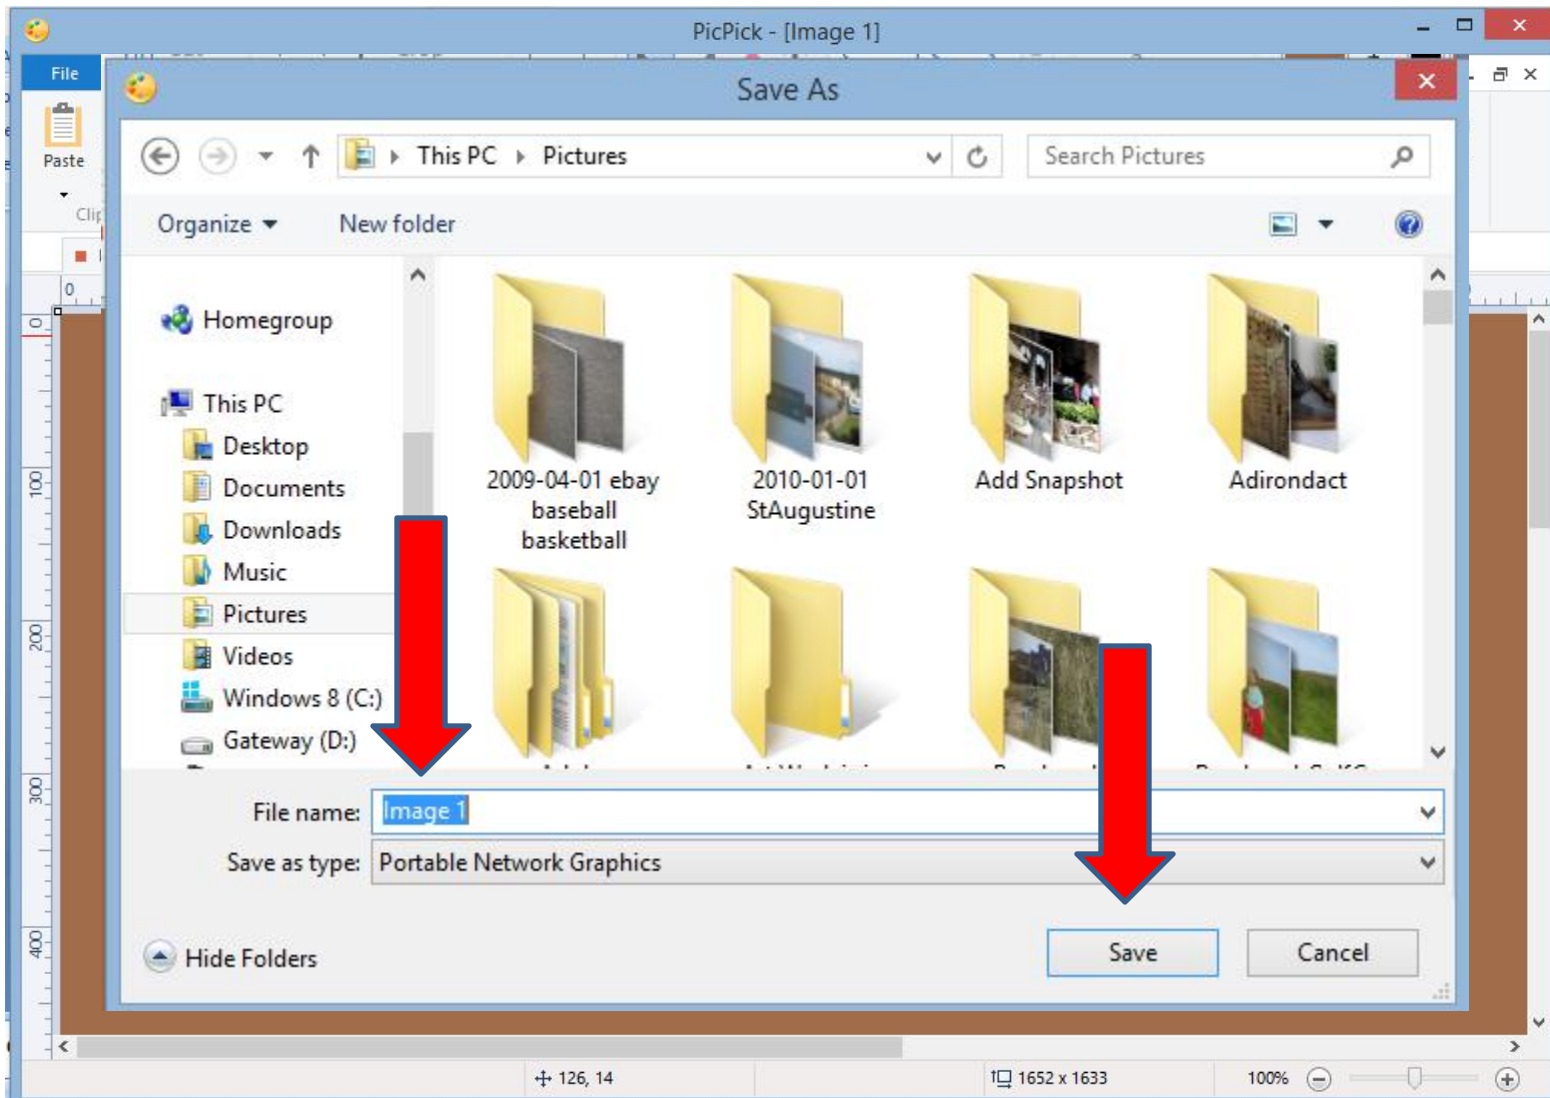 PicPick - [Image 1]
File
Save As
Paste
This PC
Pictures
Search Pictures
Organize
New folder
0
Homegroup
This PC
Desktop
Documents
Downloads
Music
Pictures
Videos
Windows 8 (C:)
Gateway (D:)
2009-04-01 ebay
baseball
basketball
2010-01-01
StAugustine
Add Snapshot
Adirondact
0
100
200
300
400
File name: Image 1
Save as type: Portable Network Graphics
Hide Folders
Save
Cancel
126, 14
1652 x 1633
100%